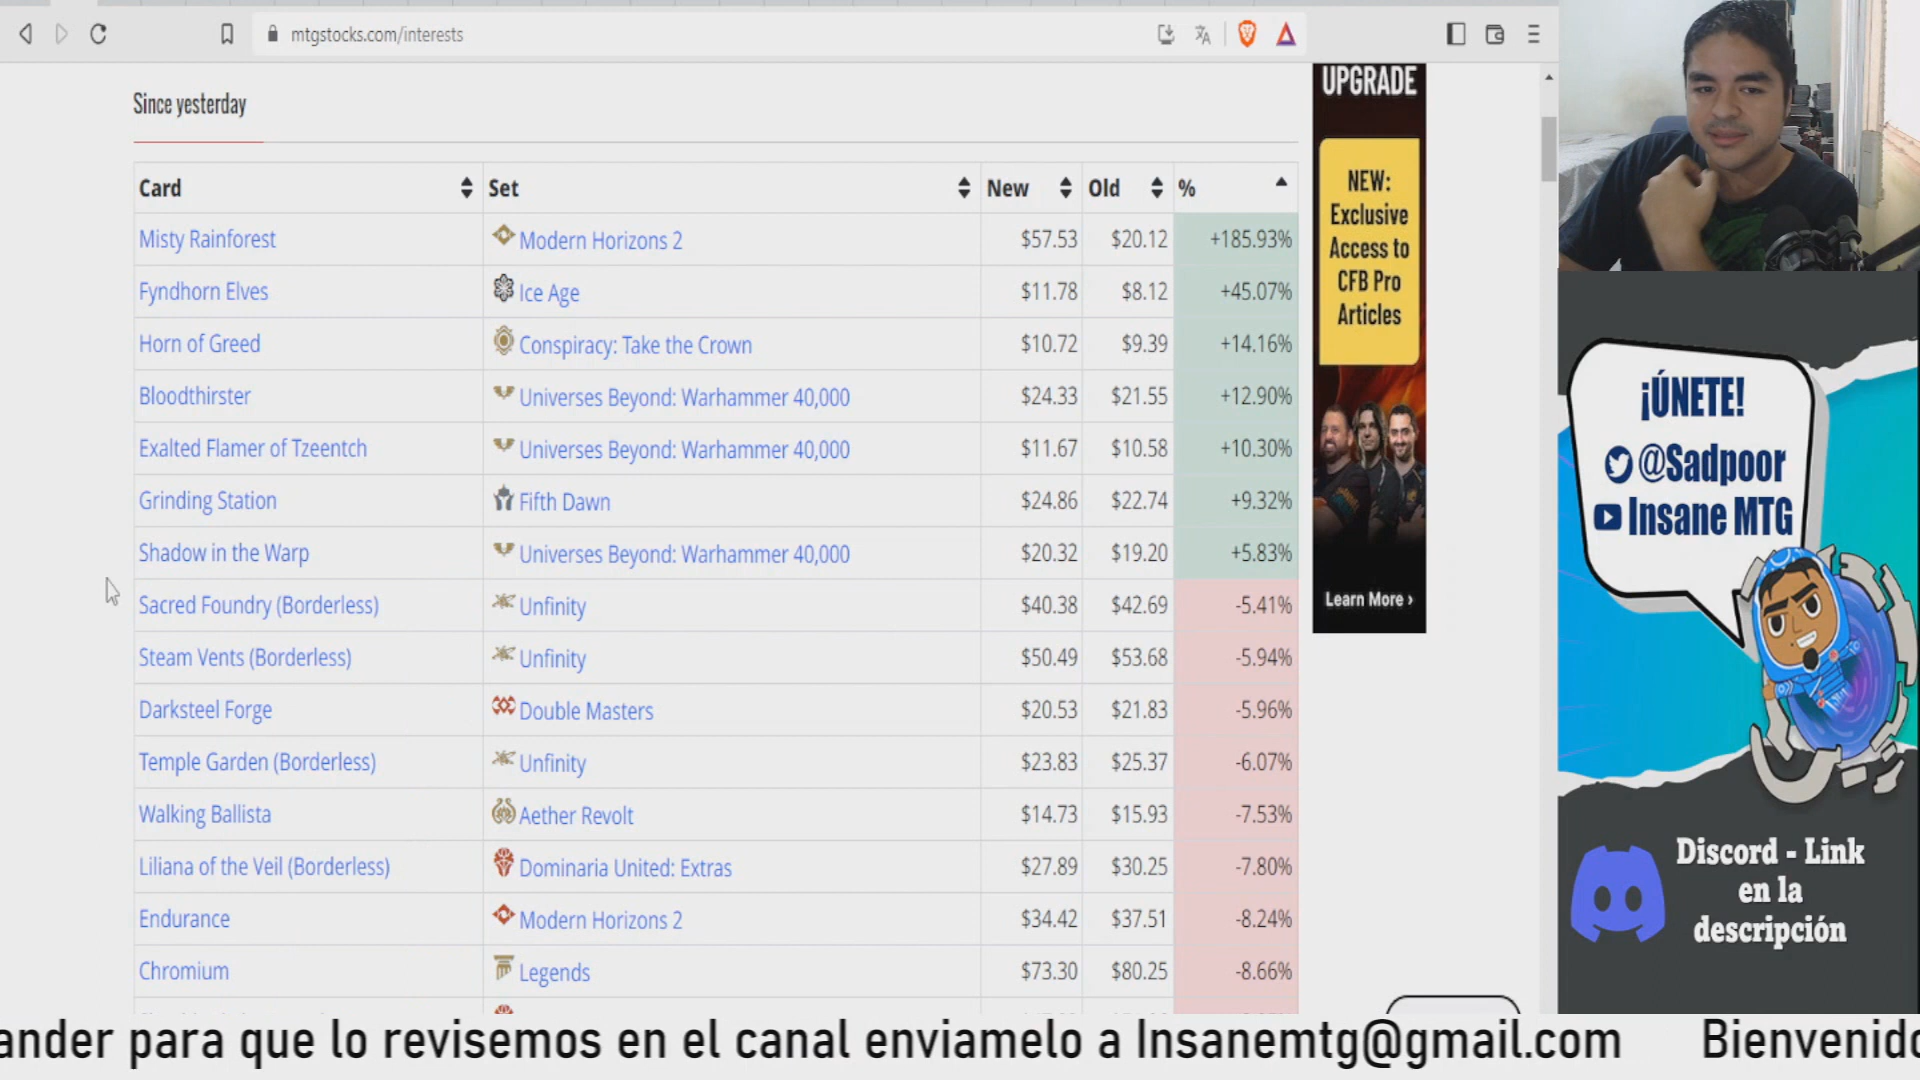 mtgstocks.com/interests
Since yesterday
Card Set New Old %
Misty Rainforest Modern Horizons 2 $57.53 $20.12 +185.93%
Fyndhorn Elves Ice Age $11.78 $8.12 +45.07%
Horn of Greed Conspiracy: Take the Crown $10.72 $9.39 +14.16%
Bloodthirster Universes Beyond: Warhammer 40,000 $24.33 $21.55 +12.90%
Exalted Flamer of Tzeentch Universes Beyond: Warhammer 40,000 $11.67 $10.58 +10.30%
Grinding Station Fifth Dawn $24.86 $22.74 +9.32%
Shadow in the Warp Universes Beyond: Warhammer 40,000 $20.32 $19.20 +5.83%
Sacred Foundry (Borderless) Unfinity $40.38 $42.69 -5.41%
Steam Vents (Borderless) Unfinity $50.49 $53.68 -5.94%
Darksteel Forge Double Masters $20.53 $21.83 -5.96%
Temple Garden (Borderless) Unfinity $23.83 $25.37 -6.07%
Walking Ballista Aether Revolt $14.73 $15.93 -7.53%
Liliana of the Veil (Borderless) Dominaria United: Extras $27.89 $30.25 -7.80%
Endurance Modern Horizons 2 $34.42 $37.51 -8.24%
Chromium Legends $73.30 $80.25 -8.66%
UPGRADE
NEW:
Exclusive
Access to
CFB Pro
Articles
Learn More ›
¡ÚNETE!
@Sadpoor
Insane MTG
Discord - Link
en la
descripción
ander para que lo revisemos en el canal enviamelo a Insanemtg@gmail.com Bienvenido